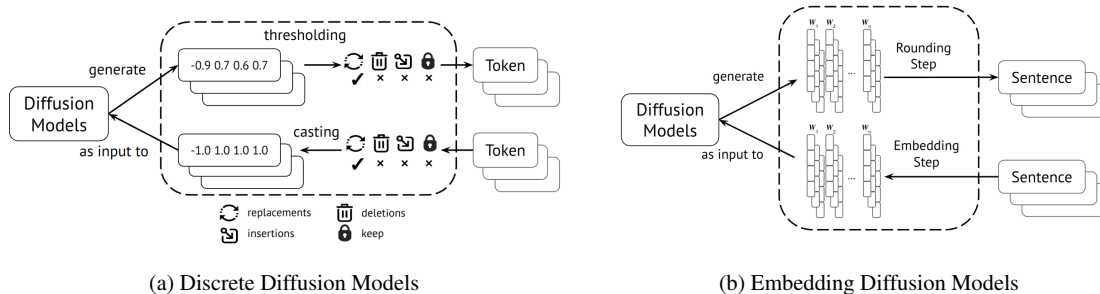 thresholding
-0.9 0.7 0.6 0.7
Token
generate
Diffusion
Models
as input to
casting
-1.0 1.0 1.0 1.0
Token
replacements
deletions
insertions
keep
(a) Discrete Diffusion Models
W1 W2 Wn
...
Rounding
Step
Sentence
generate
Diffusion
Models
as input to
W1 W2 Wn
...
Embedding
Step
Sentence
(b) Embedding Diffusion Models